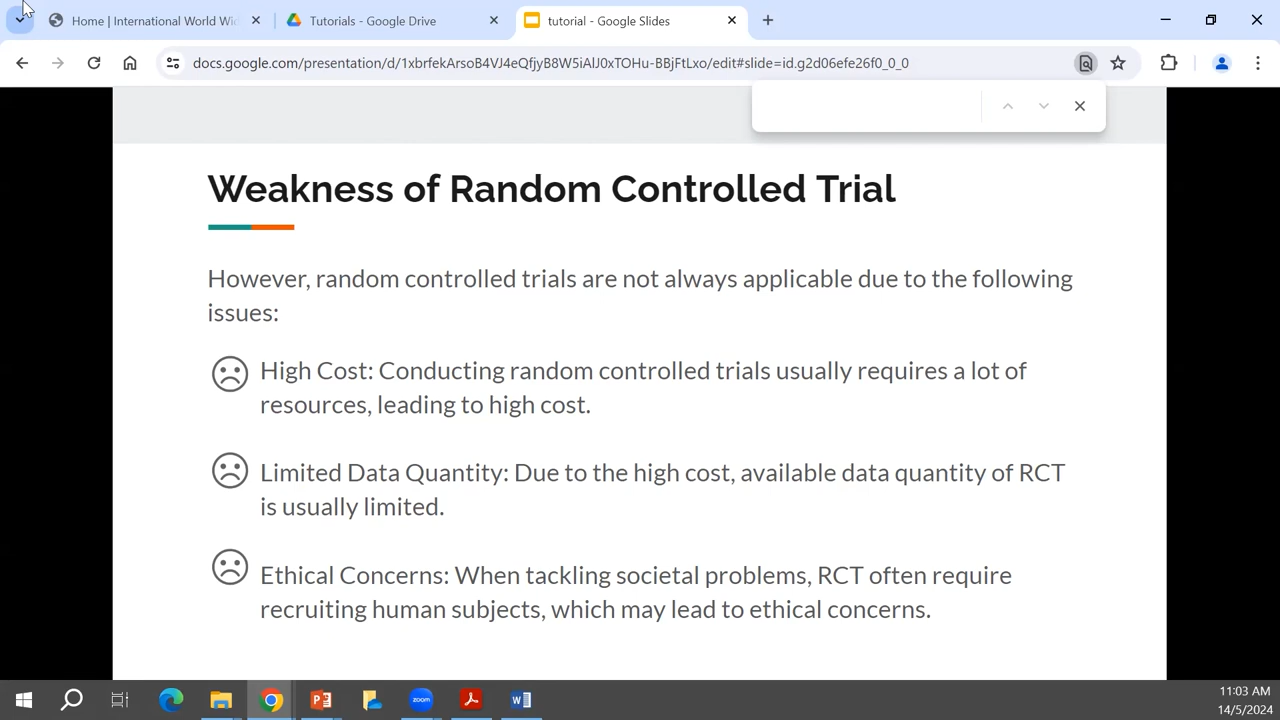 Home | International World Wi
Tutorials - Google Drive
tutorial - Google Slides
docs.google.com/presentation/d/1xbrfekArsoB4VJ4eQfjyB8W5iAlJ0xTOHu-BBjFtLxo/edit#slide=id.g2d06efe26f0_0_0
Weakness of Random Controlled Trial
However, random controlled trials are not always applicable due to the following
issues:
High Cost: Conducting random controlled trials usually requires a lot of
resources, leading to high cost.
Limited Data Quantity: Due to the high cost, available data quantity of RCT
is usually limited.
Ethical Concerns: When tackling societal problems, RCT often require
recruiting human subjects, which may lead to ethical concerns.
zoom
11:03 AM
14/5/2024